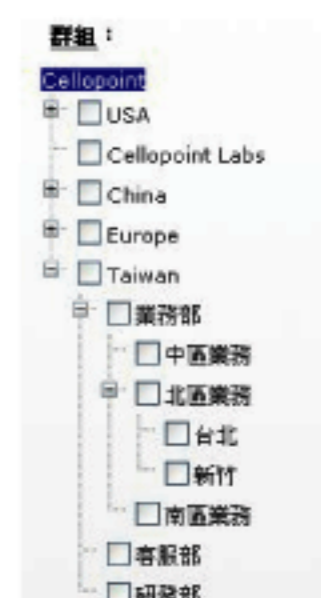 群組：
Cellopoint
USA
Cellopoint Labs
China
Europe
Taiwan
業務部
中區業務
北區業務
台北
新竹
南區業務
客服部
研發部